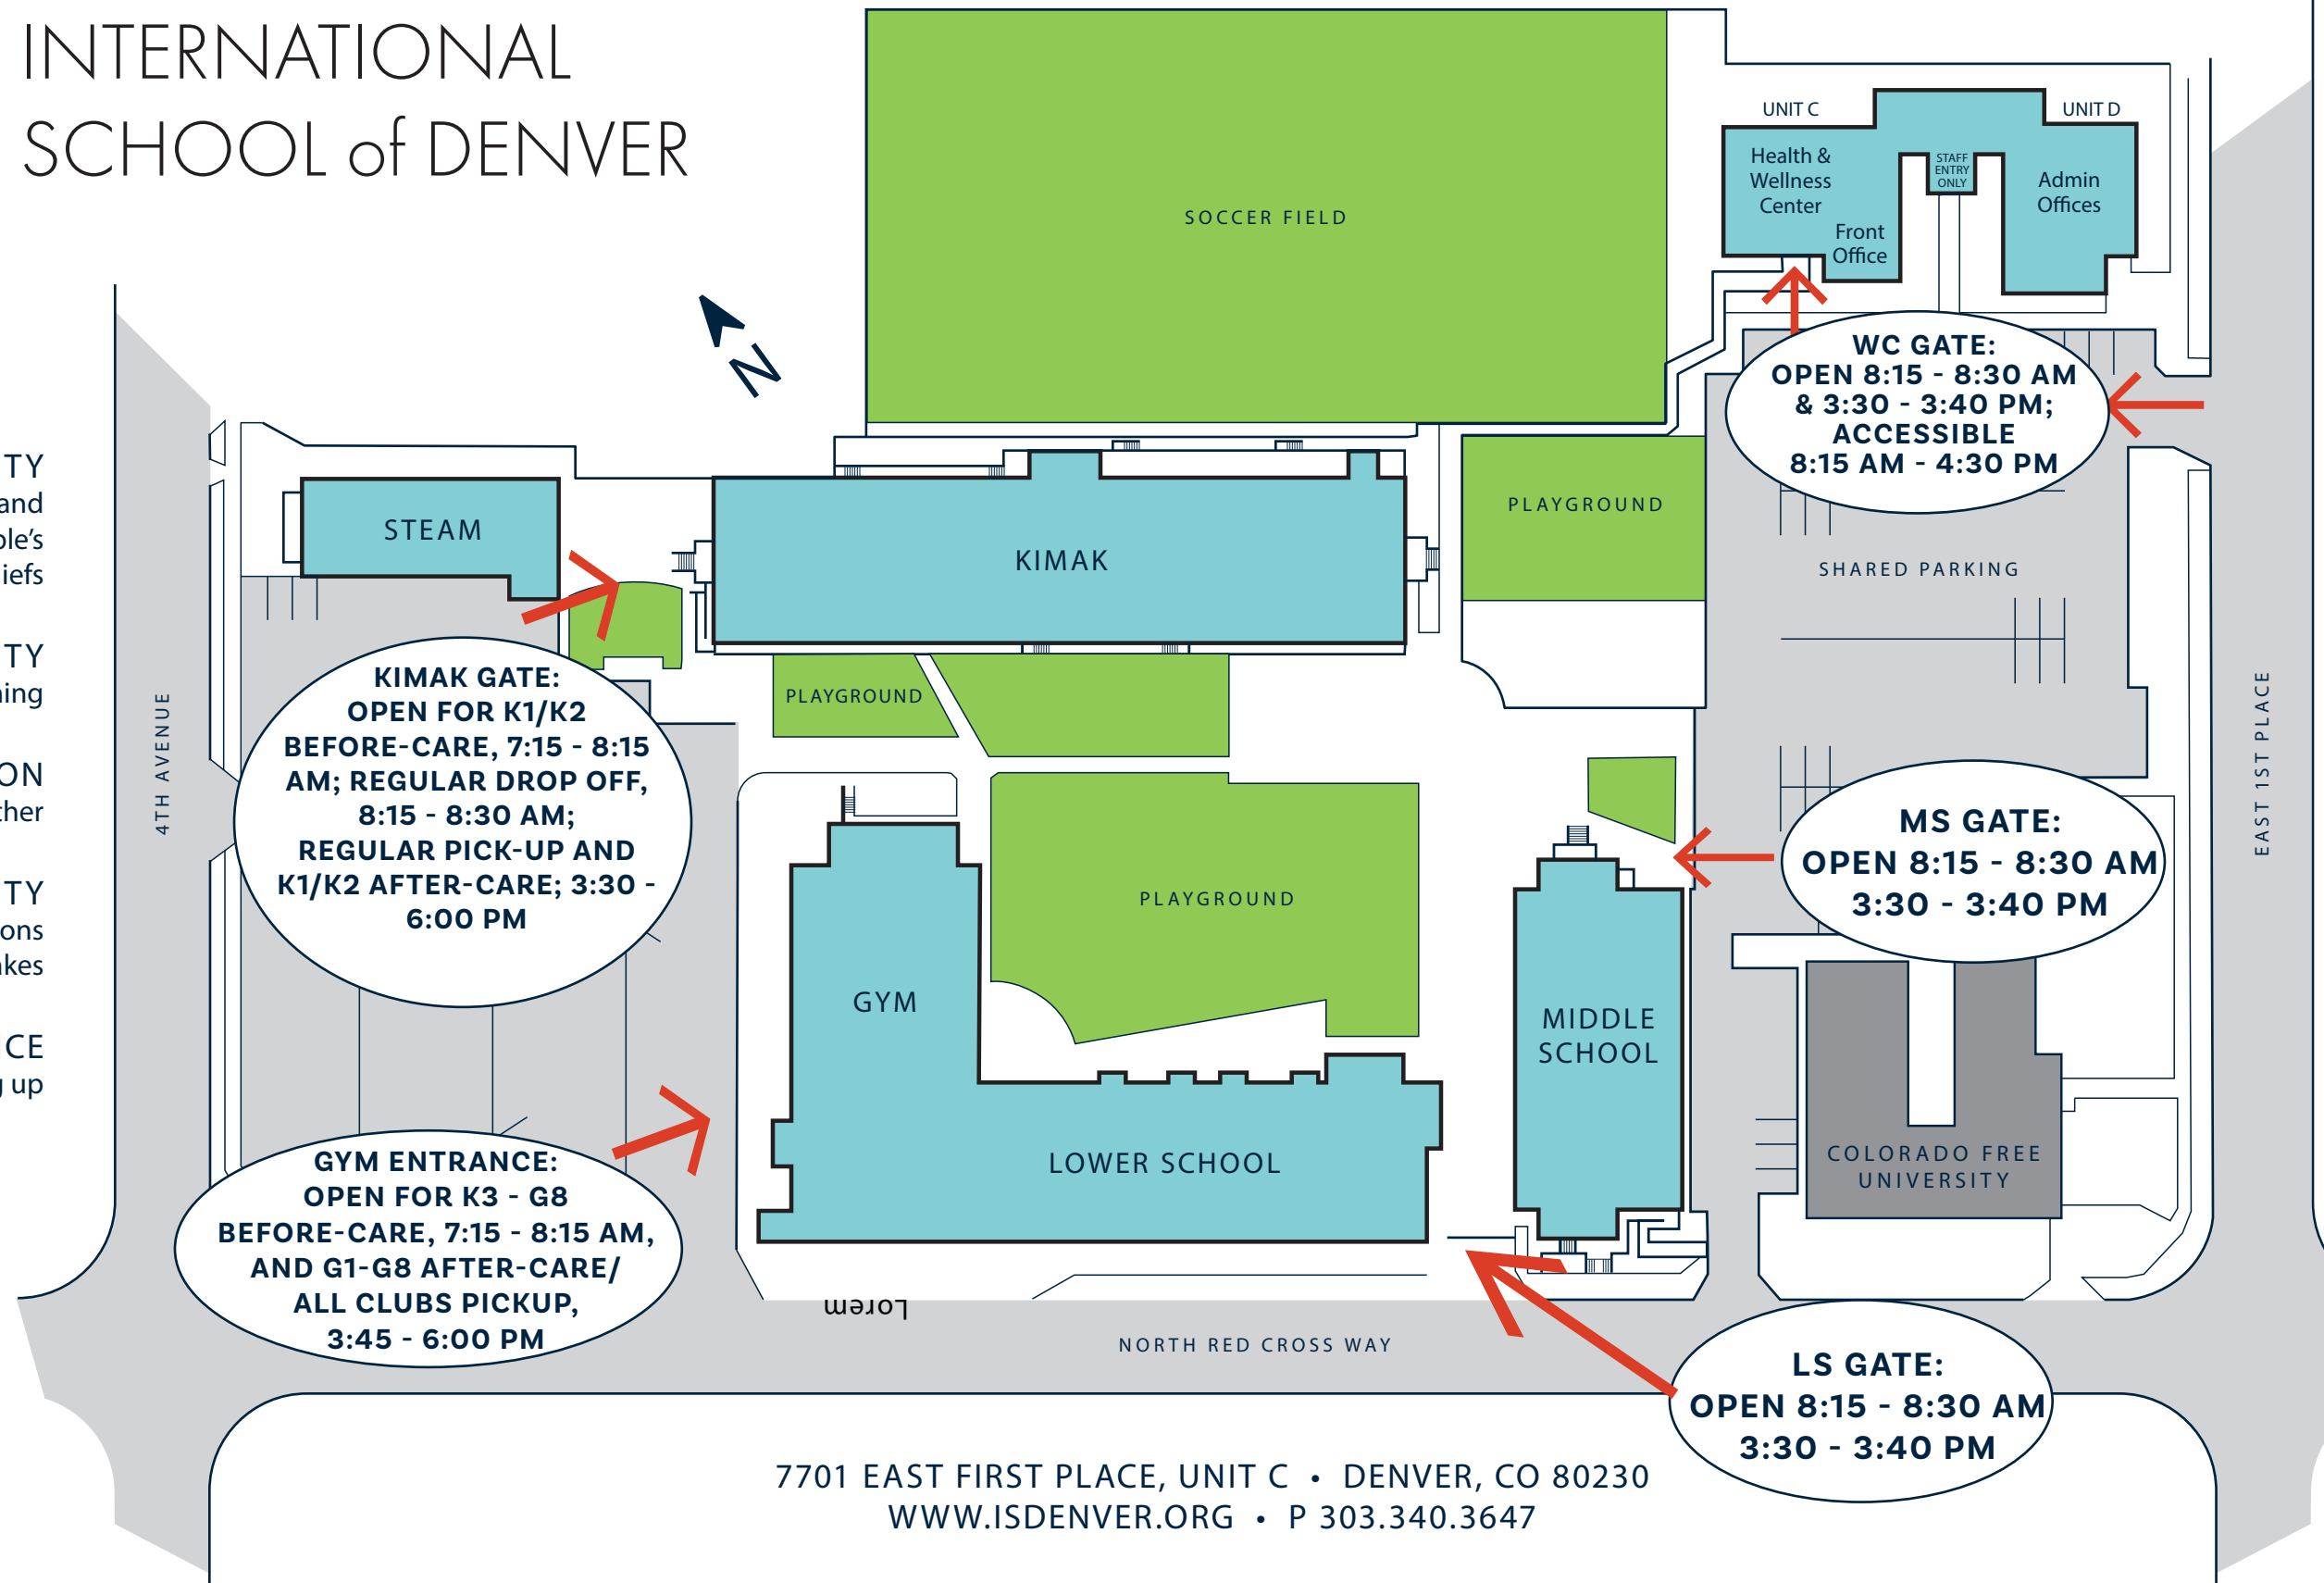 INTERNATIONAL
SCHOOL of DENVER
TY
and
ple's
iefs
TY
ning
ON
ther
TY
ons
akes
CE
g up
SOCCER FIELD
UNIT C
UNIT D
Health &
Wellness
Center
Front
Office
STAFF
ENTRY
ONLY
Admin
Offices
N
WC GATE:
OPEN 8:15 - 8:30 AM
& 3:30 - 3:40 PM;
ACCESSIBLE
8:15 AM - 4:30 PM
STEAM
KIMAK
PLAYGROUND
SHARED PARKING
KIMAK GATE:
OPEN FOR K1/K2
BEFORE-CARE, 7:15 - 8:15
AM; REGULAR DROP OFF,
8:15 - 8:30 AM;
REGULAR PICK-UP AND
K1/K2 AFTER-CARE; 3:30 -
6:00 PM
PLAYGROUND
4TH AVENUE
EAST 1ST PLACE
MS GATE:
OPEN 8:15 - 8:30 AM
3:30 - 3:40 PM
PLAYGROUND
GYM
MIDDLE
SCHOOL
LOWER SCHOOL
COLORADO FREE
UNIVERSITY
GYM ENTRANCE:
OPEN FOR K3 - G8
BEFORE-CARE, 7:15 - 8:15 AM,
AND G1-G8 AFTER-CARE/
ALL CLUBS PICKUP,
3:45 - 6:00 PM
Lorem
NORTH RED CROSS WAY
LS GATE:
OPEN 8:15 - 8:30 AM
3:30 - 3:40 PM
7701 EAST FIRST PLACE, UNIT C • DENVER, CO 80230
WWW.ISDENVER.ORG • P 303.340.3647